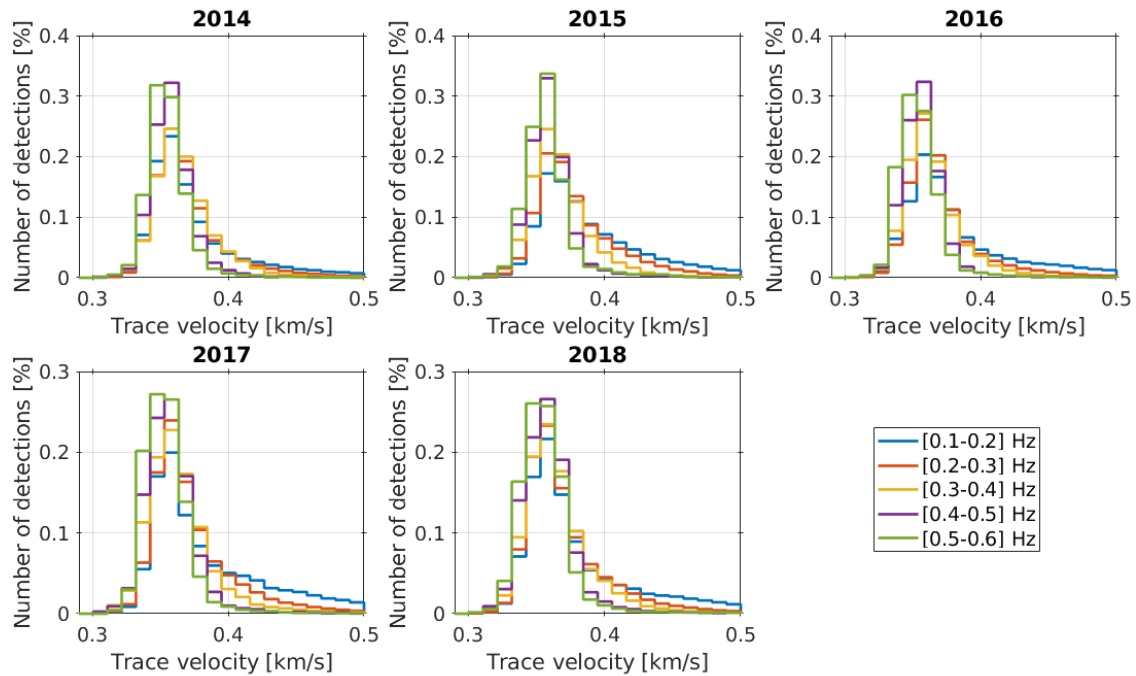 2014
Number of detections [%]
0.4
0.3
0.2
0.1
0
0.3
0.4
0.5
Trace velocity [km/s]
2015
Number of detections [%]
0.4
0.3
0.2
0.1
0
0.3
0.4
0.5
Trace velocity [km/s]
2016
Number of detections [%]
0.4
0.3
0.2
0.1
0
0.3
0.4
0.5
Trace velocity [km/s]
2017
Number of detections [%]
0.3
0.2
0.1
0
0.3
0.4
0.5
Trace velocity [km/s]
2018
Number of detections [%]
0.3
0.2
0.1
0
0.3
0.4
0.5
Trace velocity [km/s]
[0.1-0.2] Hz
[0.2-0.3] Hz
[0.3-0.4] Hz
[0.4-0.5] Hz
[0.5-0.6] Hz